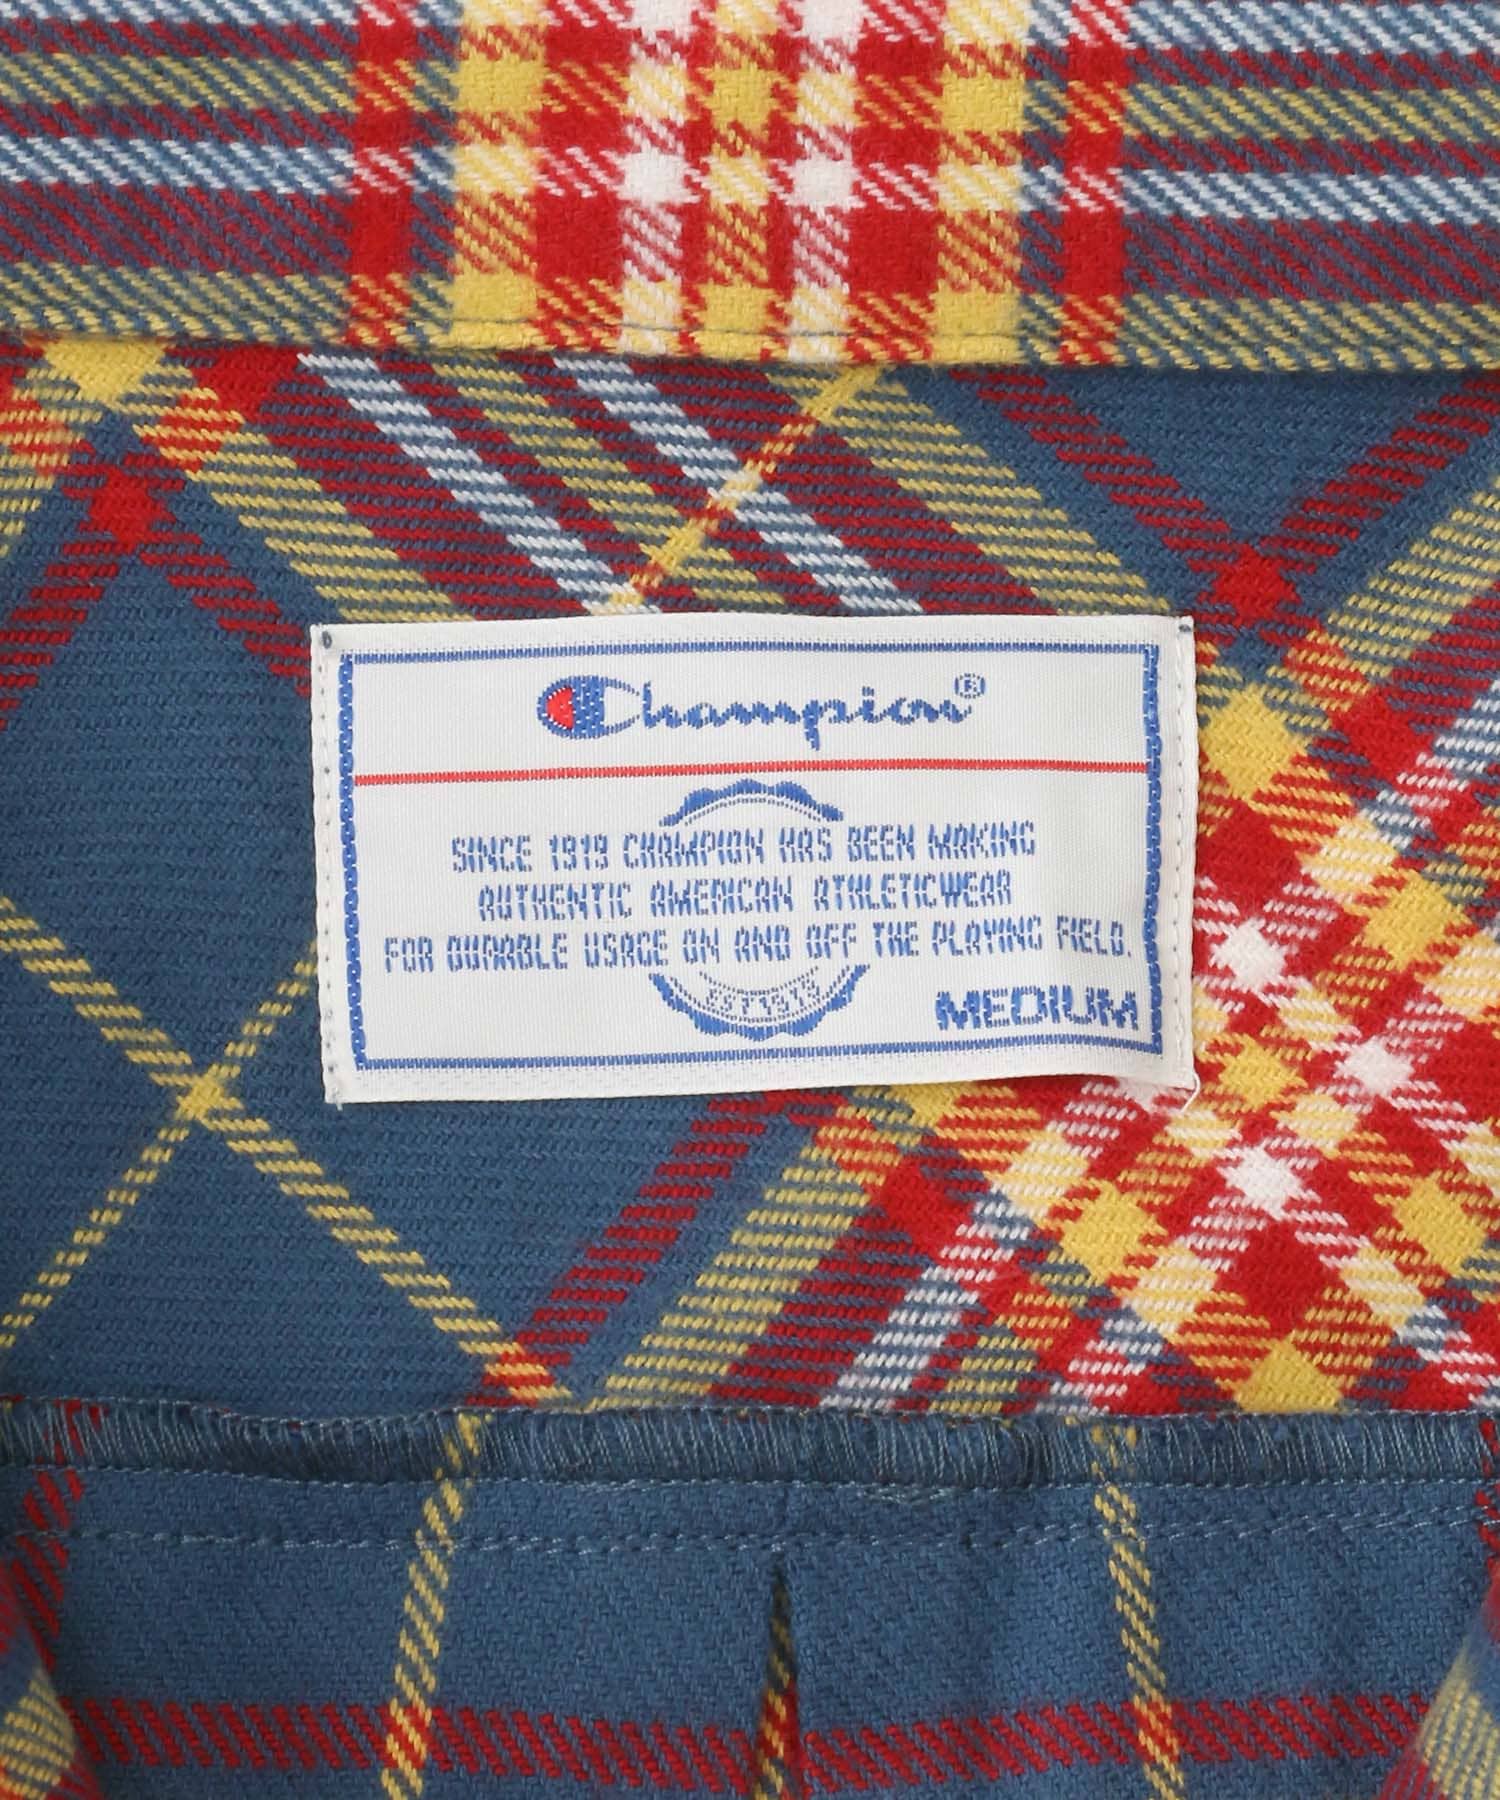 Champion®
SINCE 1919 CHAMPION HAS BEEN MAKING
AUTHENTIC AMERICAN ATHLETICWEAR
FOR DURABLE USAGE ON AND OFF THE PLAYING FIELD.
EST 1919
MEDIUM